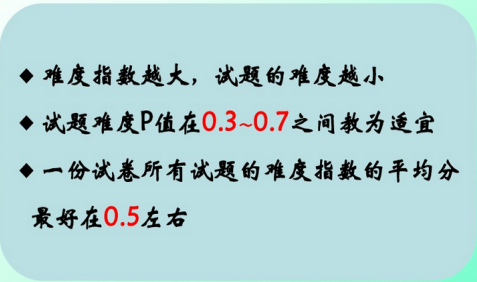 ◆ 难度指数越大，试题的难度越小
◆ 试题难度P值在0.3~0.7之间教为适宜
◆ 一份试卷所有试题的难度指数的平均分
最好在0.5左右